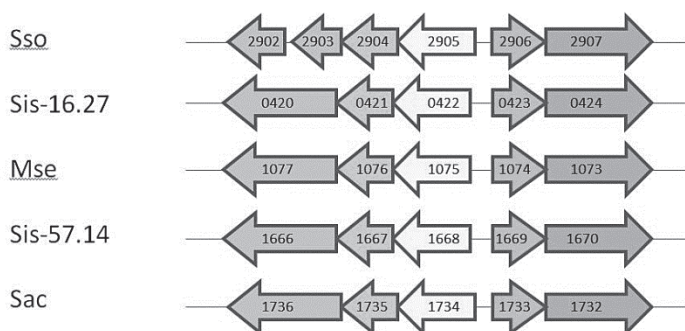 Sso 2902 2903 2904 2905 2906 2907
Sis-16.27 0420 0421 0422 0423 0424
Mse 1077 1076 1075 1074 1073
Sis-57.14 1666 1667 1668 1669 1670
Sac 1736 1735 1734 1733 1732